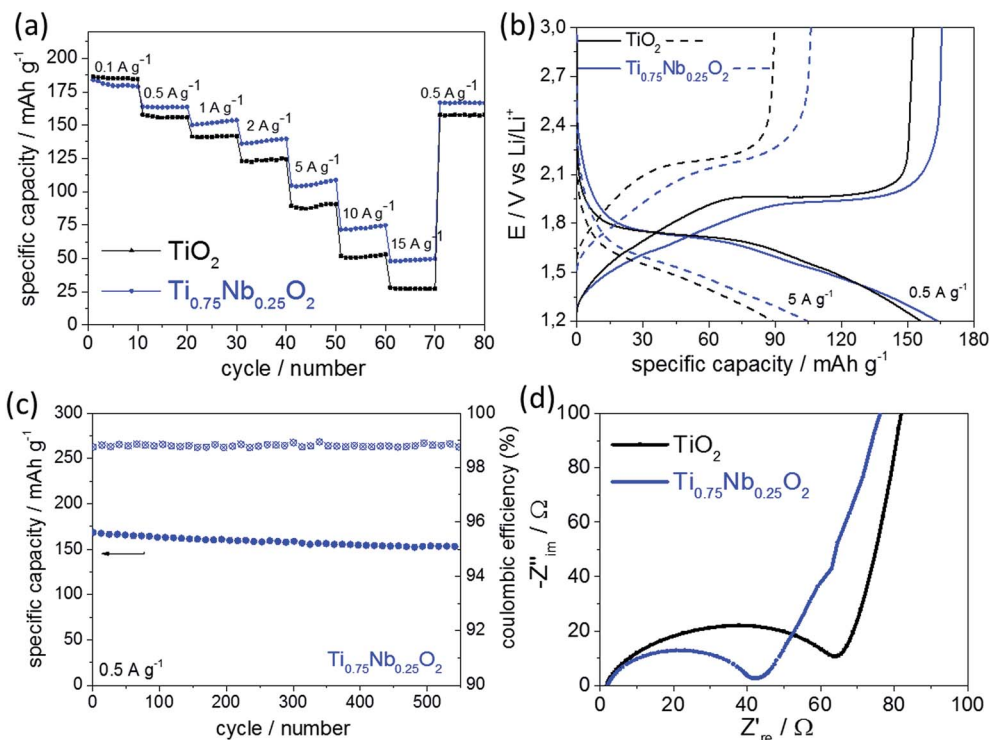 (a)
200
175
150
125
100
75
50
25
0
specific capacity / mAh g⁻¹
0.1 A g⁻¹
0.5 A g⁻¹
1 A g⁻¹
2 A g⁻¹
5 A g⁻¹
10 A g⁻¹
15 A g⁻¹
0.5 A g⁻¹
TiO₂
Ti₀.₇₅Nb₀.₂₅O₂
0 10 20 30 40 50 60 70 80
cycle / number
(b)
3,0
2,7
2,4
2,1
1,8
1,5
1,2
E / V vs Li/Li⁺
TiO₂
Ti₀.₇₅Nb₀.₂₅O₂
5 A g⁻¹
0.5 A g⁻¹
0 30 60 90 120 150 180
specific capacity / mAh g⁻¹
(c)
300
250
200
150
100
50
0
specific capacity / mAh g⁻¹
100
98
96
94
92
90
coulombic efficiency (%)
0.5 A g⁻¹
Ti₀.₇₅Nb₀.₂₅O₂
0 100 200 300 400 500
cycle / number
(d)
100
80
60
40
20
0
-Z"im / Ω
TiO₂
Ti₀.₇₅Nb₀.₂₅O₂
0 20 40 60 80 100
Z're / Ω